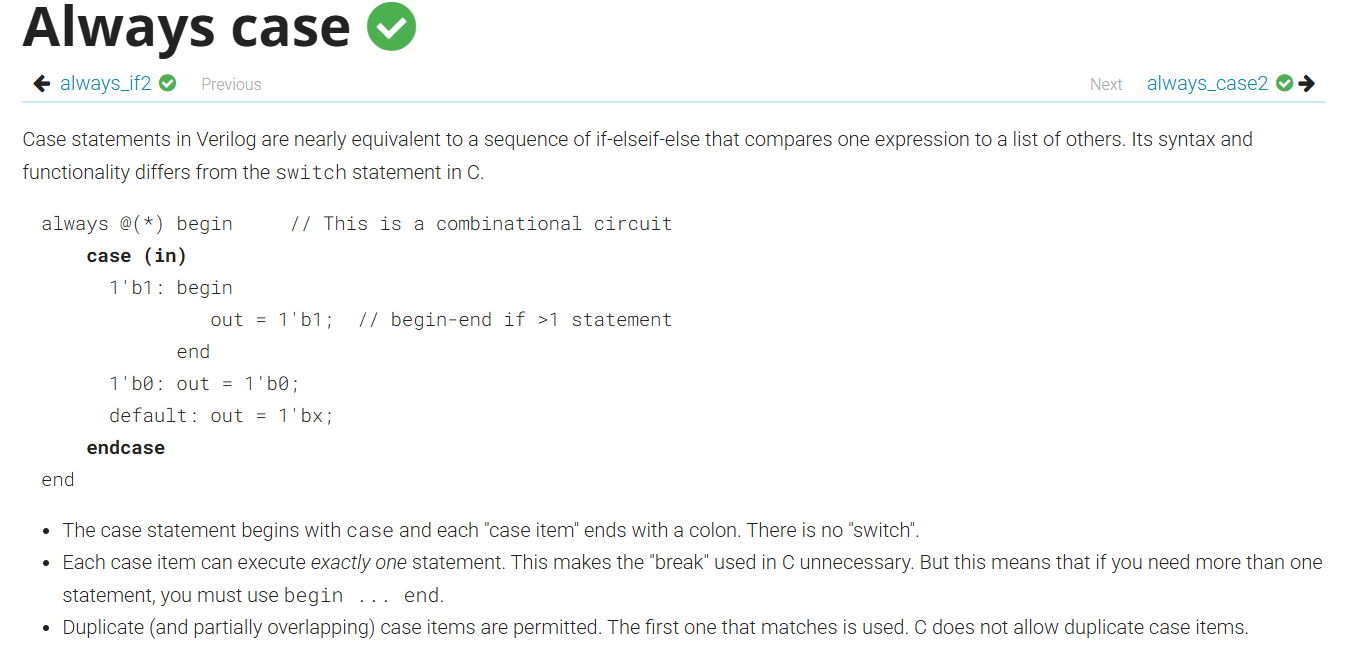 Always case
always_if2 Previous Next always_case2
Case statements in Verilog are nearly equivalent to a sequence of if-elseif-else that compares one expression to a list of others. Its syntax and
functionality differs from the switch statement in C.
always @(*) begin     // This is a combinational circuit
    case (in)
      1'b1: begin
               out = 1'b1;  // begin-end if >1 statement
            end
      1'b0: out = 1'b0;
      default: out = 1'bx;
    endcase
end
• The case statement begins with case and each "case item" ends with a colon. There is no "switch".
• Each case item can execute exactly one statement. This makes the "break" used in C unnecessary. But this means that if you need more than one
statement, you must use begin ... end.
• Duplicate (and partially overlapping) case items are permitted. The first one that matches is used. C does not allow duplicate case items.